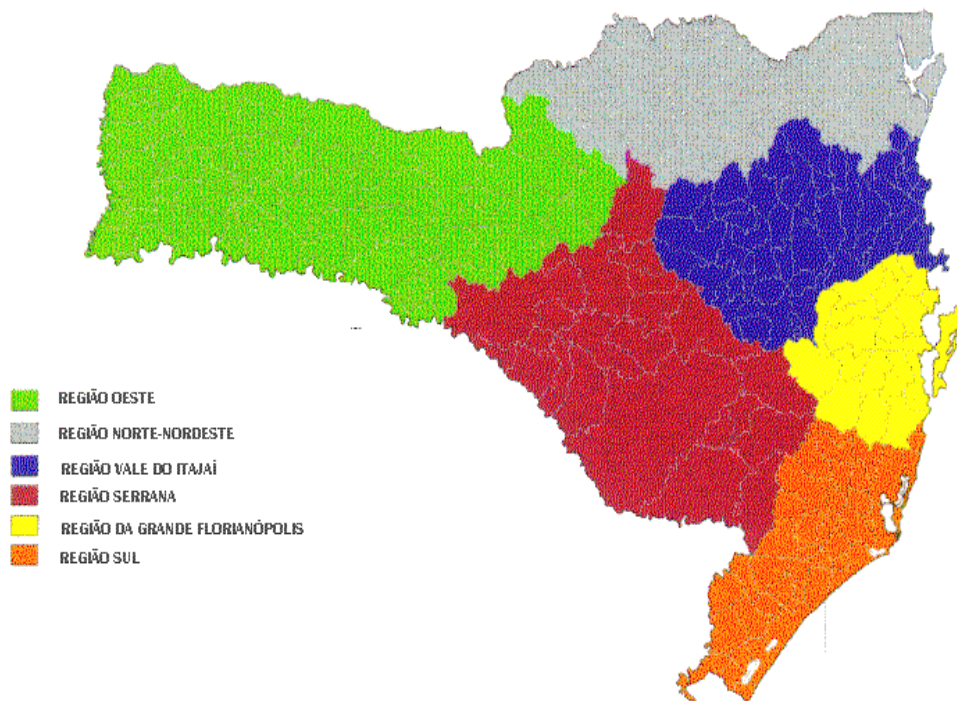 REGIÃO OESTE
REGIÃO NORTE-NORDESTE
REGIÃO VALE DO ITAJAÍ
REGIÃO SERRANA
REGIÃO DA GRANDE FLORIANÓPOLIS
REGIÃO SUL